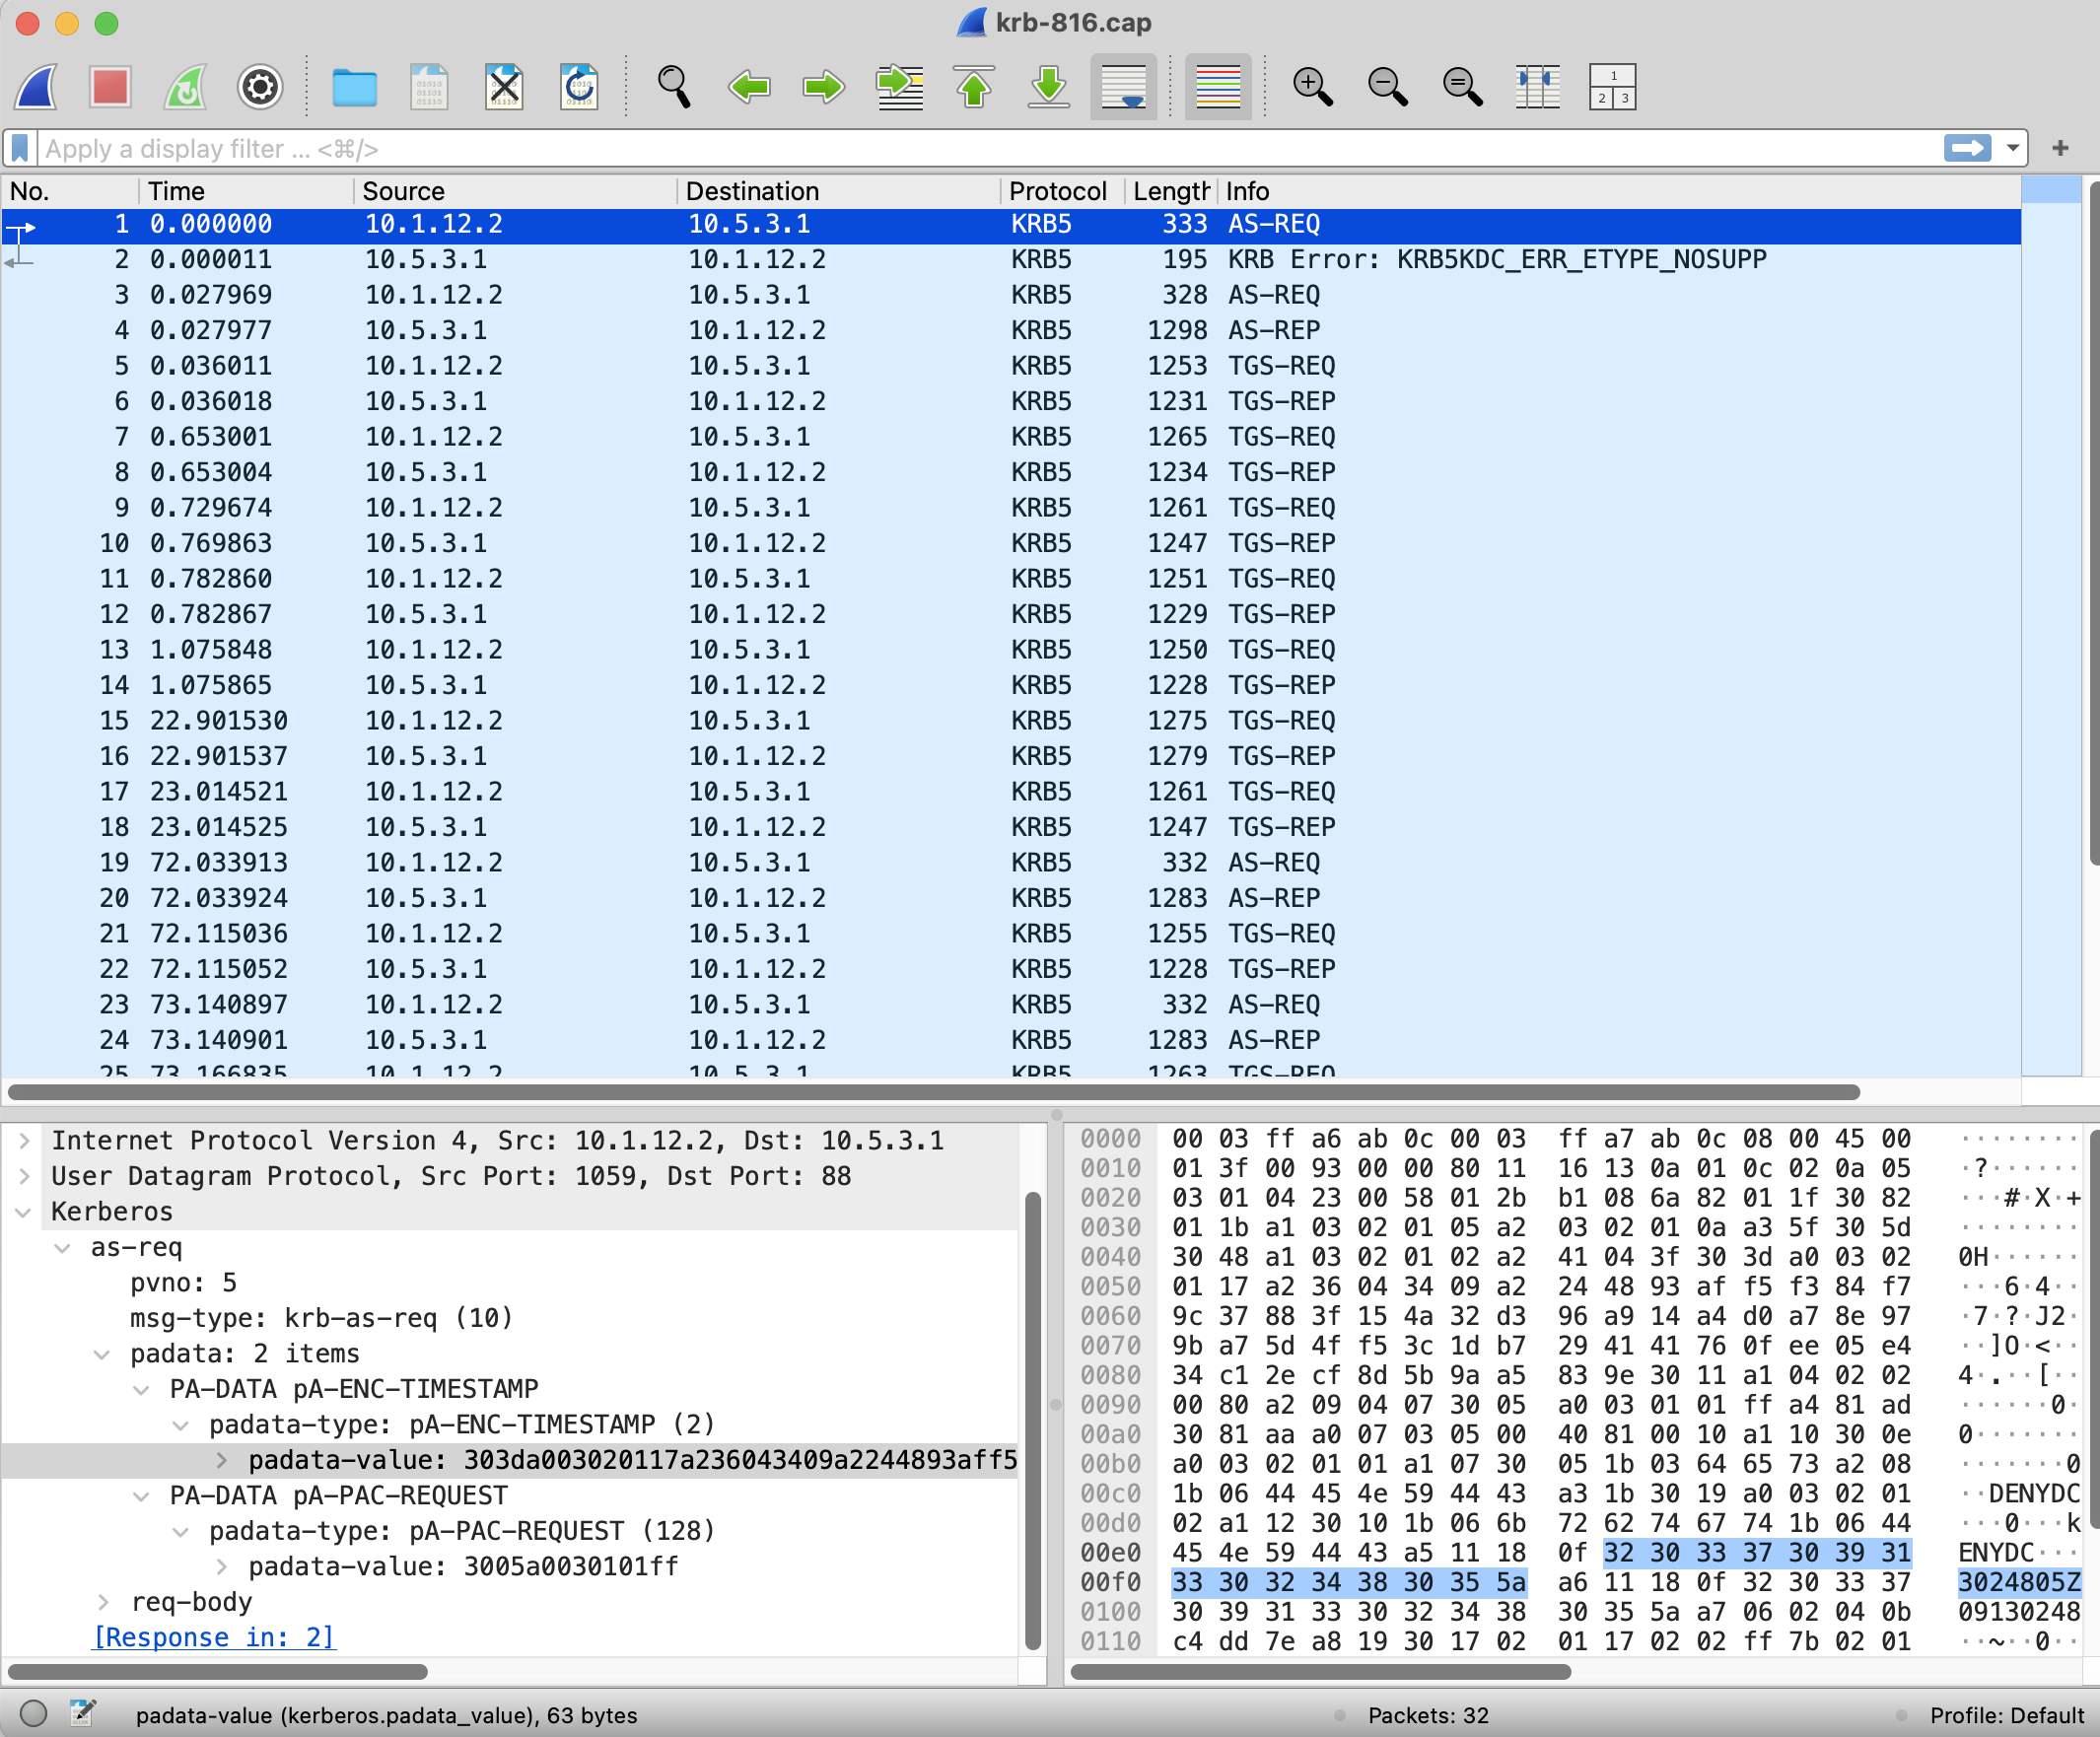 krb-816.cap
1
2 3
Apply a display filter ... <⌘/>
+
No. Time Source Destination Protocol Length Info
1 0.000000 10.1.12.2 10.5.3.1 KRB5 333 AS-REQ
2 0.000011 10.5.3.1 10.1.12.2 KRB5 195 KRB Error: KRB5KDC_ERR_ETYPE_NOSUPP
3 0.027969 10.1.12.2 10.5.3.1 KRB5 328 AS-REQ
4 0.027977 10.5.3.1 10.1.12.2 KRB5 1298 AS-REP
5 0.036011 10.1.12.2 10.5.3.1 KRB5 1253 TGS-REQ
6 0.036018 10.5.3.1 10.1.12.2 KRB5 1231 TGS-REP
7 0.653001 10.1.12.2 10.5.3.1 KRB5 1265 TGS-REQ
8 0.653004 10.5.3.1 10.1.12.2 KRB5 1234 TGS-REP
9 0.729674 10.1.12.2 10.5.3.1 KRB5 1261 TGS-REQ
10 0.769863 10.5.3.1 10.1.12.2 KRB5 1247 TGS-REP
11 0.782860 10.1.12.2 10.5.3.1 KRB5 1251 TGS-REQ
12 0.782867 10.5.3.1 10.1.12.2 KRB5 1229 TGS-REP
13 1.075848 10.1.12.2 10.5.3.1 KRB5 1250 TGS-REQ
14 1.075865 10.5.3.1 10.1.12.2 KRB5 1228 TGS-REP
15 22.901530 10.1.12.2 10.5.3.1 KRB5 1275 TGS-REQ
16 22.901537 10.5.3.1 10.1.12.2 KRB5 1279 TGS-REP
17 23.014521 10.1.12.2 10.5.3.1 KRB5 1261 TGS-REQ
18 23.014525 10.5.3.1 10.1.12.2 KRB5 1247 TGS-REP
19 72.033913 10.1.12.2 10.5.3.1 KRB5 332 AS-REQ
20 72.033924 10.5.3.1 10.1.12.2 KRB5 1283 AS-REP
21 72.115036 10.1.12.2 10.5.3.1 KRB5 1255 TGS-REQ
22 72.115052 10.5.3.1 10.1.12.2 KRB5 1228 TGS-REP
23 73.140897 10.1.12.2 10.5.3.1 KRB5 332 AS-REQ
24 73.140901 10.5.3.1 10.1.12.2 KRB5 1283 AS-REP
25 73.166835 10.1.12.2 10.5.3.1 KRB5 1263 TGS-REQ
Internet Protocol Version 4, Src: 10.1.12.2, Dst: 10.5.3.1
User Datagram Protocol, Src Port: 1059, Dst Port: 88
Kerberos
as-req
pvno: 5
msg-type: krb-as-req (10)
padata: 2 items
PA-DATA pA-ENC-TIMESTAMP
padata-type: pA-ENC-TIMESTAMP (2)
padata-value: 303da003020117a236043409a2244893aff5
PA-DATA pA-PAC-REQUEST
padata-type: pA-PAC-REQUEST (128)
padata-value: 3005a0030101ff
req-body
[Response in: 2]
0000 00 03 ff a6 ab 0c 00 03 ff a7 ab 0c 08 00 45 00 ········
0010 01 3f 00 93 00 00 80 11 16 13 0a 01 0c 02 0a 05 ·?······
0020 03 01 04 23 00 58 01 2b b1 08 6a 82 01 1f 30 82 ···#·X·+
0030 01 1b a1 03 02 01 05 a2 03 02 01 0a a3 5f 30 5d ········
0040 30 48 a1 03 02 01 02 a2 41 04 3f 30 3d a0 03 02 0H······
0050 01 17 a2 36 04 34 09 a2 24 48 93 af f5 f3 84 f7 ···6·4··
0060 9c 37 88 3f 15 4a 32 d3 96 a9 14 a4 d0 a7 8e 97 ·7·?·J2·
0070 9b a7 5d 4f f5 3c 1d b7 29 41 41 76 0f ee 05 e4 ··]O·<··
0080 34 c1 2e cf 8d 5b 9a a5 83 9e 30 11 a1 04 02 02 4·.··[··
0090 00 80 a2 09 04 07 30 05 a0 03 01 01 ff a4 81 ad ······0·
00a0 30 81 aa a0 07 03 05 00 40 81 00 10 a1 10 30 0e 0·······
00b0 a0 03 02 01 01 a1 07 30 05 1b 03 64 65 73 a2 08 ·······0
00c0 1b 06 44 45 4e 59 44 43 a3 1b 30 19 a0 03 02 01 ··DENYDC
00d0 02 a1 12 30 10 1b 06 6b 72 62 74 67 74 1b 06 44 ···0···k
00e0 45 4e 59 44 43 a5 11 18 0f 32 30 33 37 30 39 31 ENYDC···
00f0 33 30 32 34 38 30 35 5a a6 11 18 0f 32 30 33 37 3024805Z
0100 30 39 31 33 30 32 34 38 30 35 5a a7 06 02 04 0b 09130248
0110 c4 dd 7e a8 19 30 17 02 01 17 02 02 ff 7b 02 01 ··~··0··
padata-value (kerberos.padata_value), 63 bytes
Packets: 32
Profile: Default